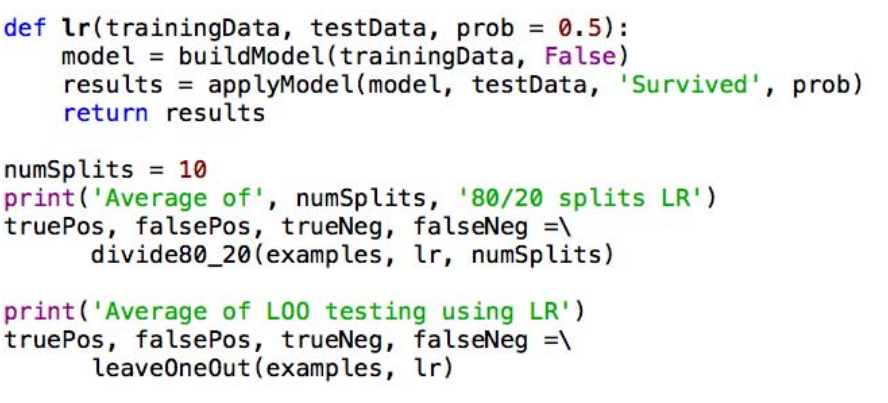 def lr(trainingData, testData, prob = 0.5):
    model = buildModel(trainingData, False)
    results = applyModel(model, testData, 'Survived', prob)
    return results

numSplits = 10
print('Average of', numSplits, '80/20 splits LR')
truePos, falsePos, trueNeg, falseNeg =\
      divide80_20(examples, lr, numSplits)

print('Average of LOO testing using LR')
truePos, falsePos, trueNeg, falseNeg =\
      leaveOneOut(examples, lr)